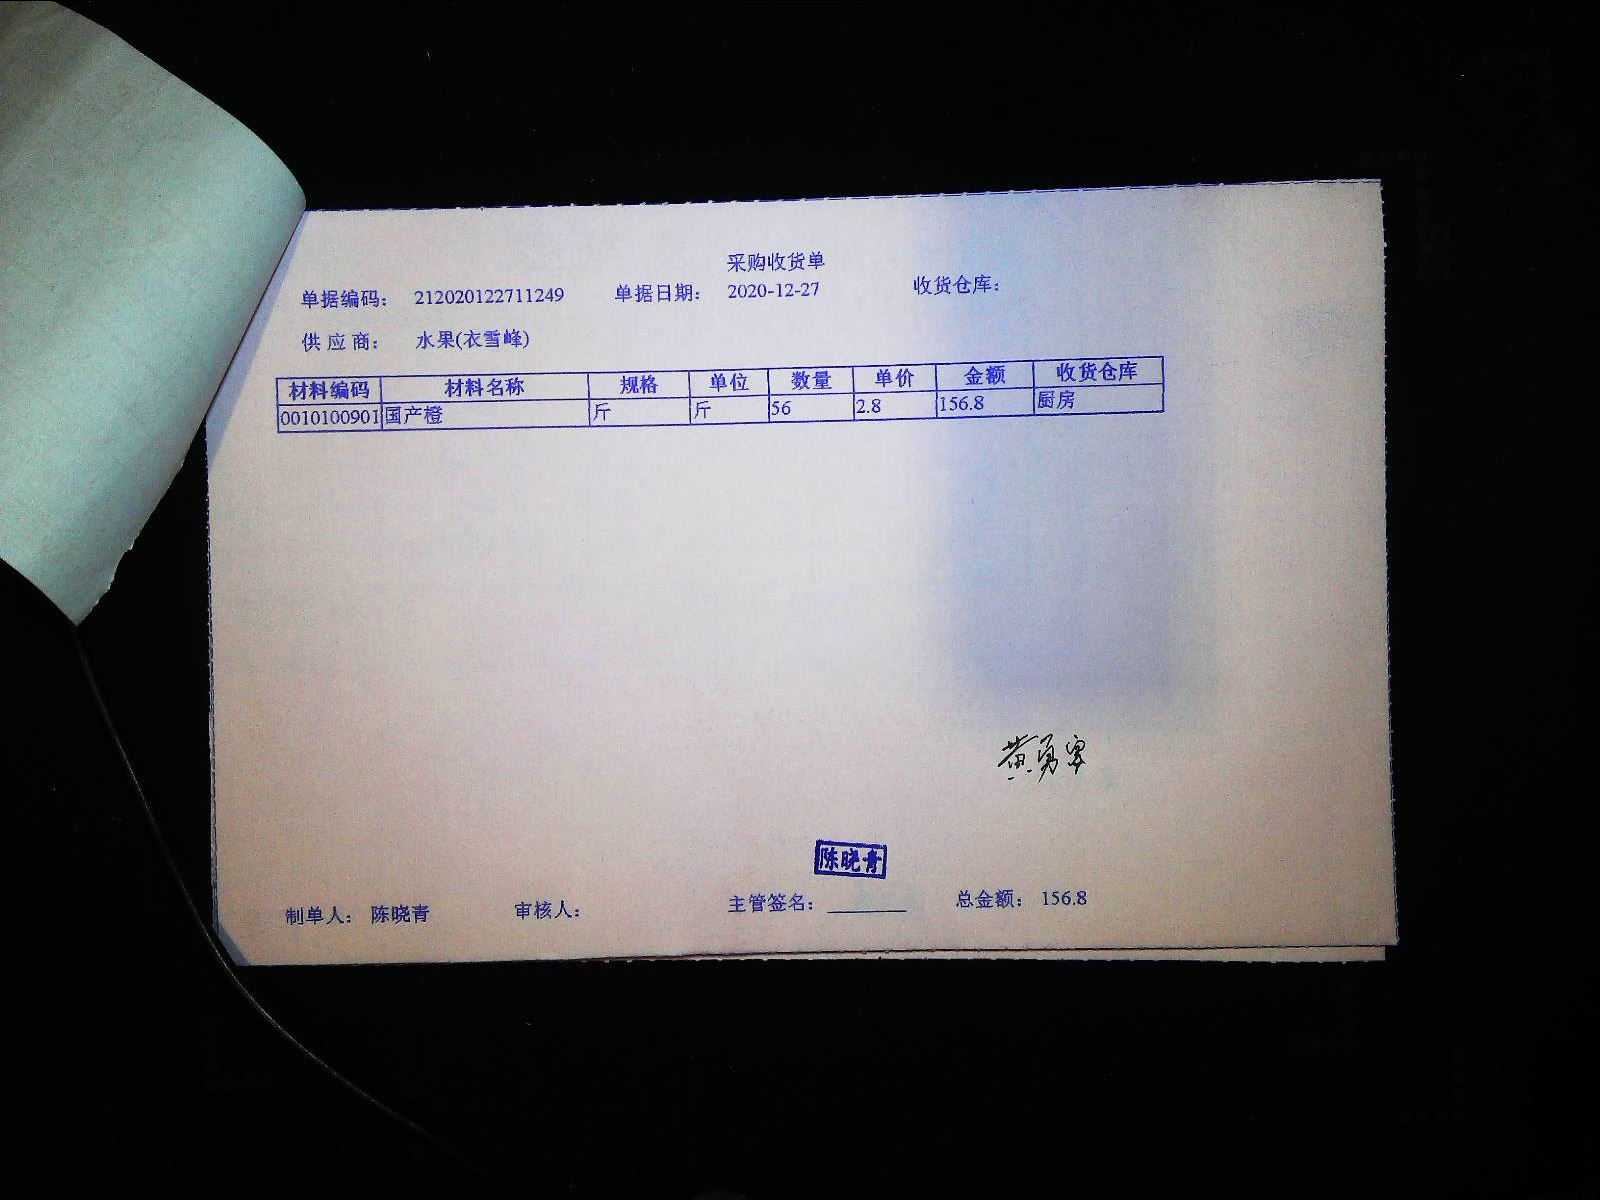 采购收货单
单据编码： 212020122711249 单据日期： 2020-12-27 收货仓库：
供应商： 水果(衣雪峰)
材料编码 材料名称 规格 单位 数量 单价 金额 收货仓库
0010100901 国产橙 斤 斤 56 2.8 156.8 厨房
黄勇
陈晓青
制单人： 陈晓青 审核人： 主管签名： ________ 总金额： 156.8